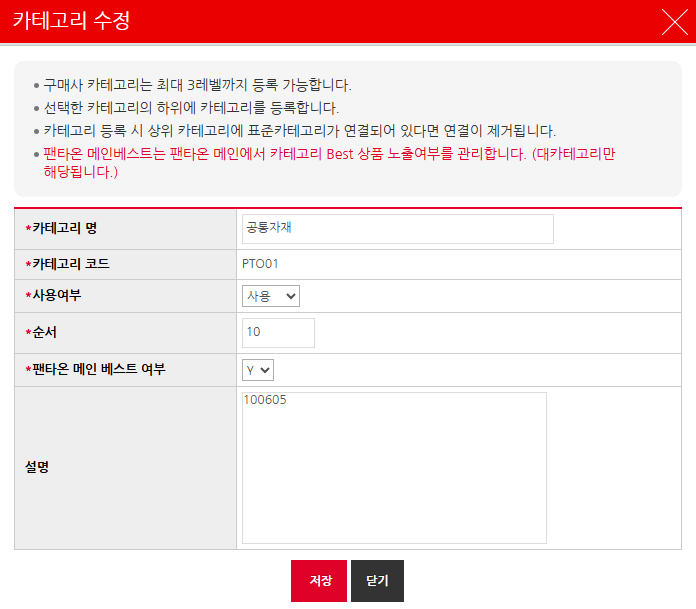 카테고리 수정
구매사 카테고리는 최대 3레벨까지 등록 가능합니다.
선택한 카테고리의 하위에 카테고리를 등록합니다.
카테고리 등록 시 상위 카테고리에 표준카테고리가 연결되어 있다면 연결이 제거됩니다.
팬타온 메인베스트는 팬타온 메인에서 카테고리 Best 상품 노출여부를 관리합니다. (대카테고리만
해당됩니다.)
*카테고리 명 공통자재
*카테고리 코드 PTO01
*사용여부 사용
*순서 10
*팬타온 메인 베스트 여부 Y
설명 100605
저장 닫기